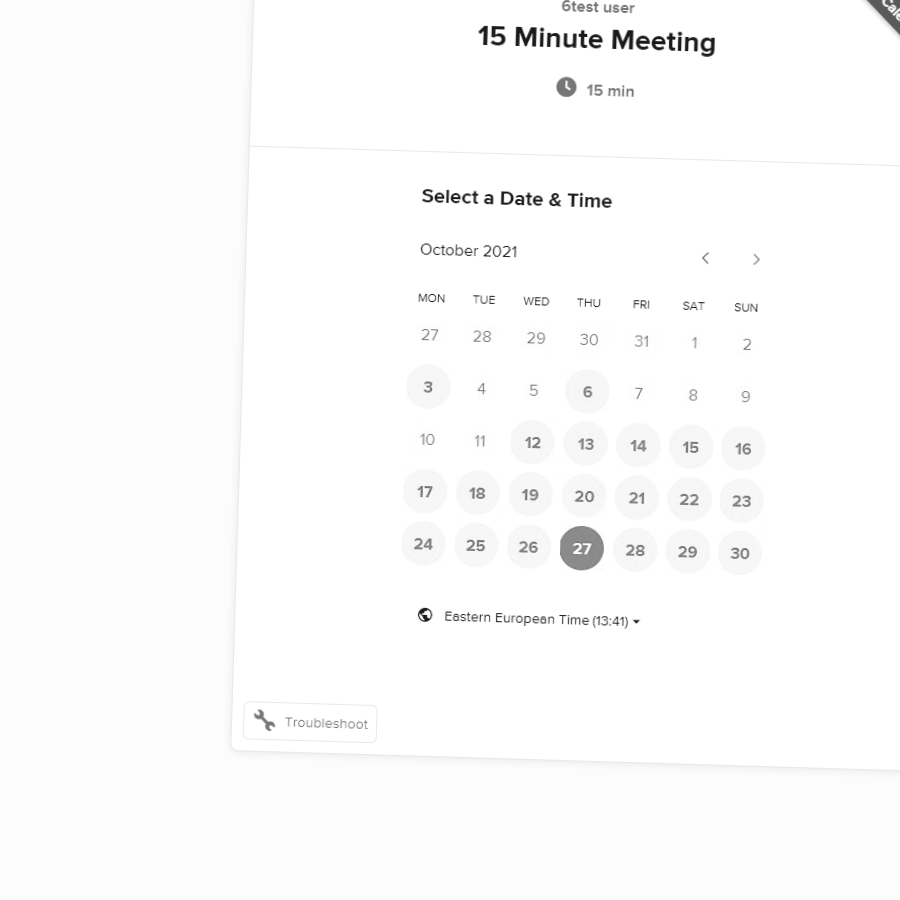 6test user
15 Minute Meeting
15 min
Select a Date & Time
October 2021
MON TUE WED THU FRI SAT SUN
27 28 29 30 31 1 2
3 4 5 6 7 8 9
10 11 12 13 14 15 16
17 18 19 20 21 22 23
24 25 26 27 28 29 30
Eastern European Time (13:41)
Troubleshoot